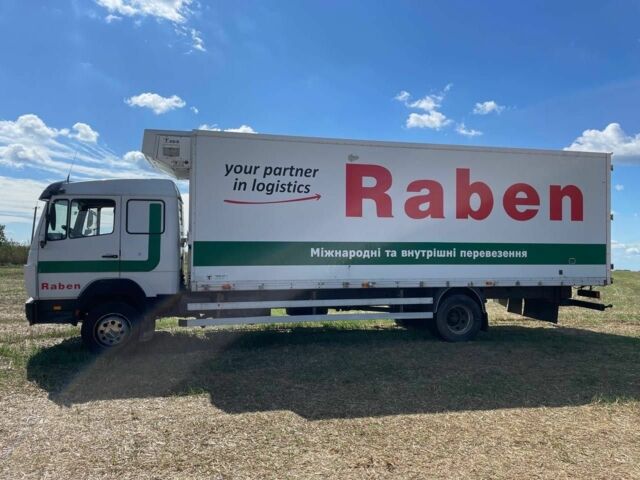 your partner
in logistics
Raben
Міжнародні та внутрішні перевезення
Raben